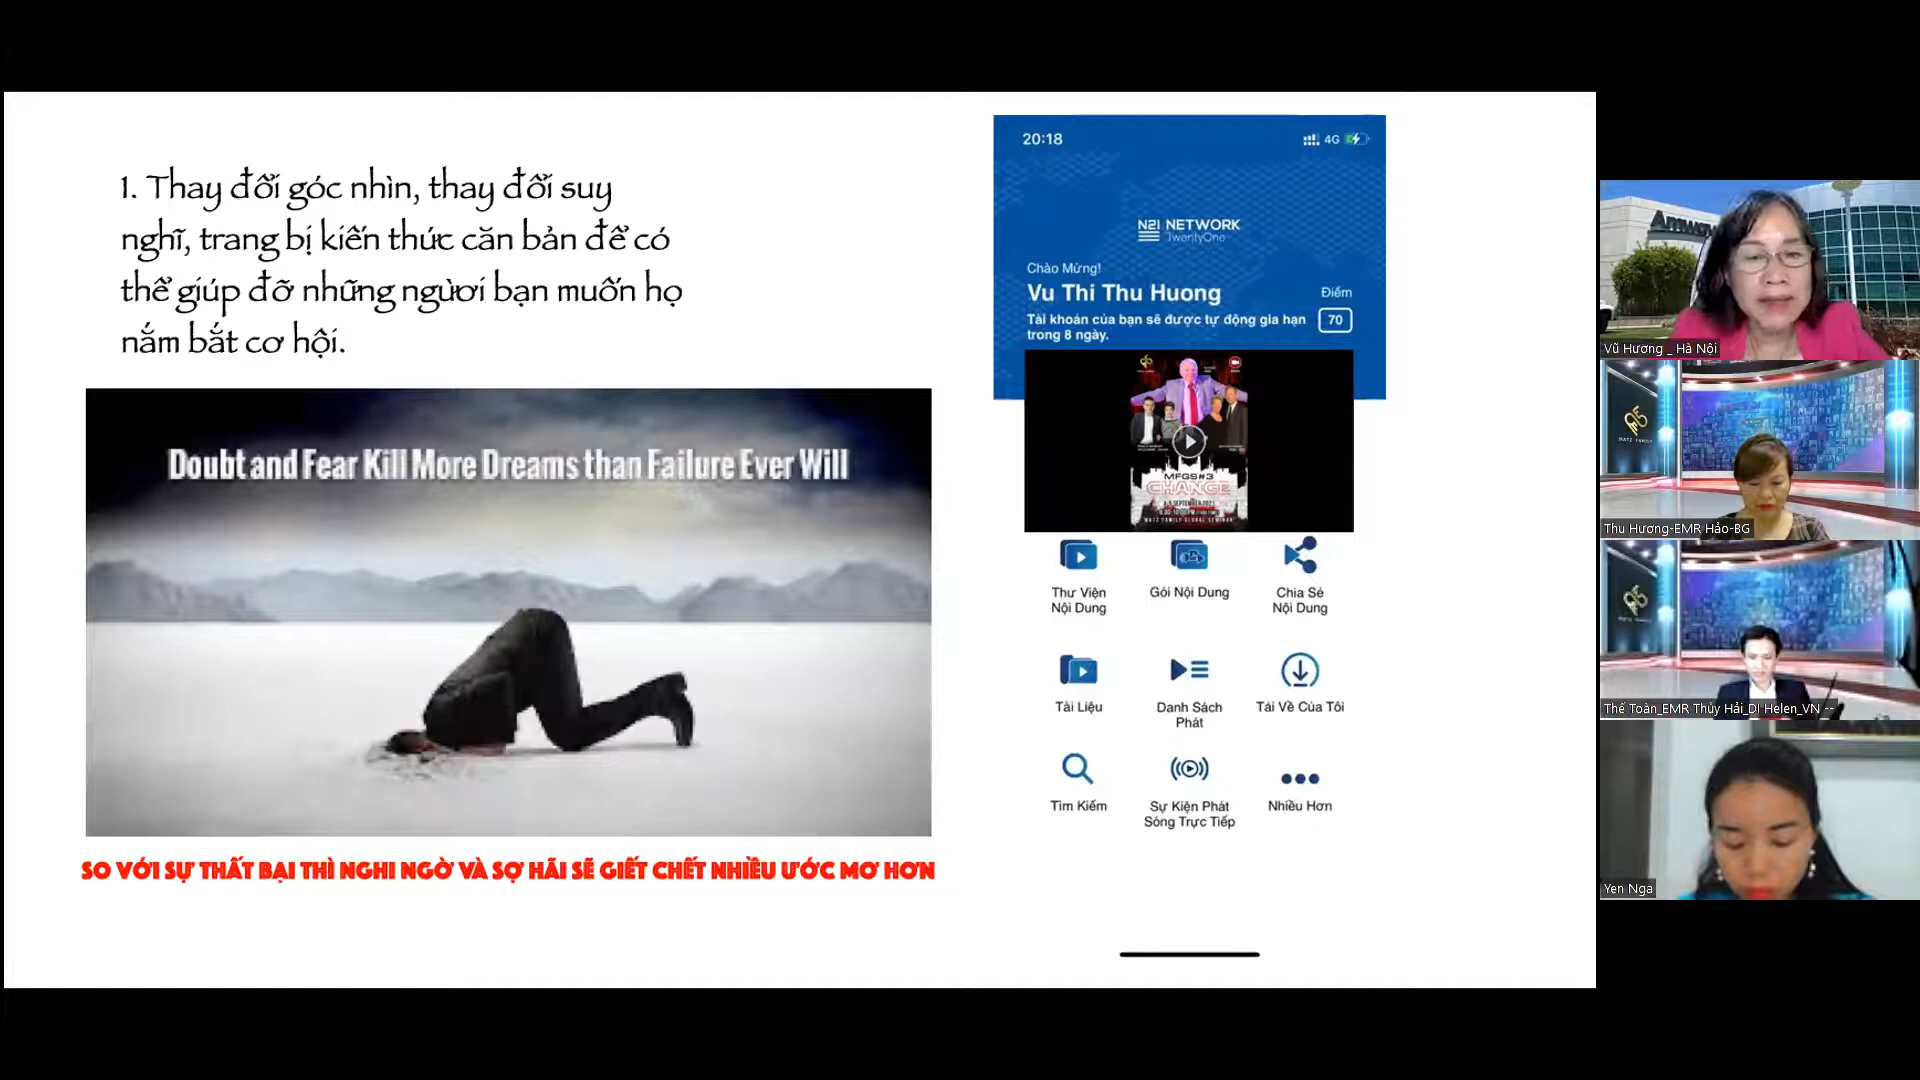 1. Thay đổi góc nhìn, thay đổi suy
nghĩ, trang bị kiến thức căn bản để có
thể giúp đỡ những người bạn muốn họ
nắm bắt cơ hội.
Doubt and Fear Kill More Dreams than Failure Ever Will
SO VỚI SỰ THẤT BẠI THÌ NGHI NGỜ VÀ SỢ HÃI SẼ GIẾT CHẾT NHIỀU ƯỚC MƠ HƠN
20:18
4G
N21 NETWORK
TwentyOne
Chào Mừng!
Vu Thi Thu Huong
Điểm
Tài khoản của bạn sẽ được tự động gia hạn
trong 8 ngày.
70
MFGS#3
CHANGE
MATZ FAMILY GLOBAL SEMINAR
Thư Viện
Nội Dung
Gói Nội Dung
Chia Sẻ
Nội Dung
Tài Liệu
Danh Sách
Phát
Tải Về Của Tôi
Tìm Kiếm
Sự Kiện Phát
Sóng Trực Tiếp
Nhiều Hơn
Amway
Vũ Hương _ Hà Nội
MATZ FAMILY
Thu Hương-EMR Hảo-BG
Thế Toàn_EMR Thủy Hải_DI Helen_VN --
Yen Nga